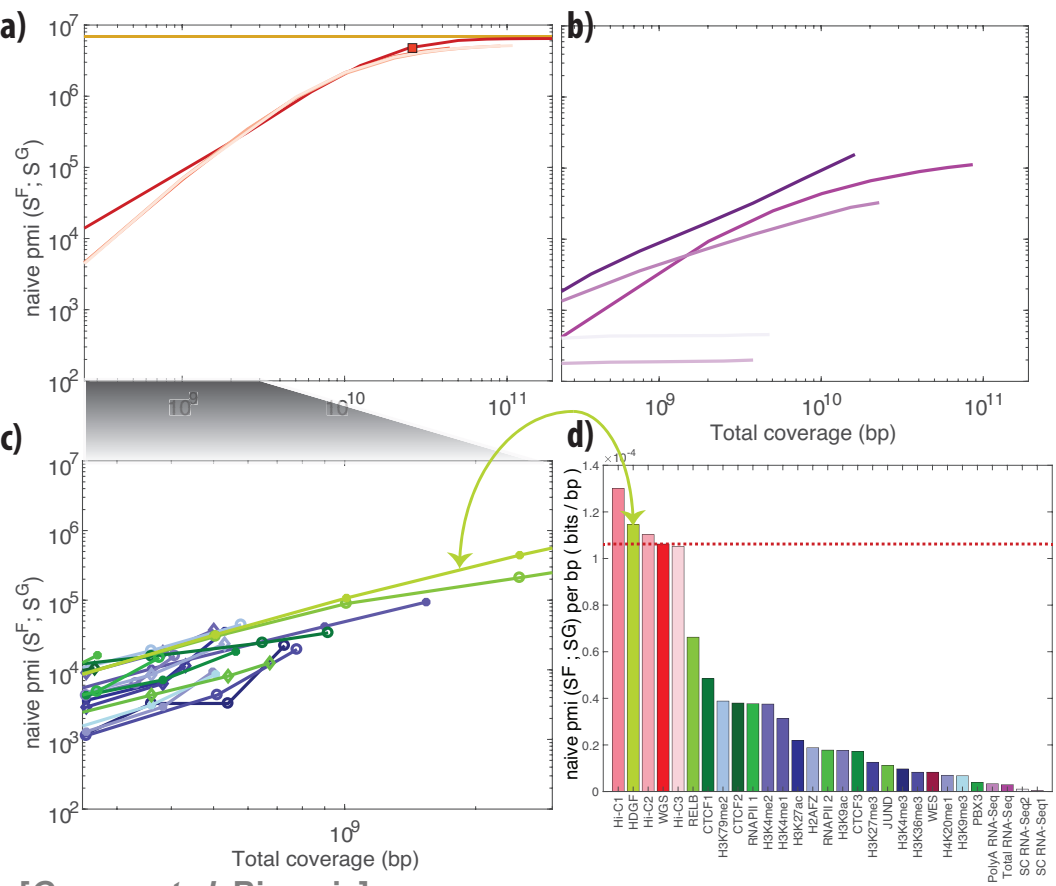 a)
b)
10^7
10^6
10^5
10^4
10^3
10^2
naive pmi (S^F; S^G)
10^9
10^10
10^11
10^9
10^10
10^11
Total coverage (bp)
c)
d)
10^7
10^6
10^5
10^4
10^3
10^2
naive pmi (S^F; S^G)
10^9
Total coverage (bp)
×10^-4
1.4
1.2
1
0.8
0.6
0.4
0.2
0
naive pmi (SF ; SG) per bp ( bits / bp )
Hi-C1
HDGF
Hi-C2
WGS
Hi-C3
RELB
CTCF1
H3K79me2
CTCF2
RNAPII 1
H3K4me2
H3K4me1
H3K27ac
H2AFZ
RNAPII 2
H3K9ac
CTCF3
H3K27me3
JUND
H3K4me3
H3K36me3
WES
H4K20me1
H3K9me3
PBX3
PolyA RNA-Seq
Total RNA-Seq
SC RNA-Seq2
SC RNA-Seq1